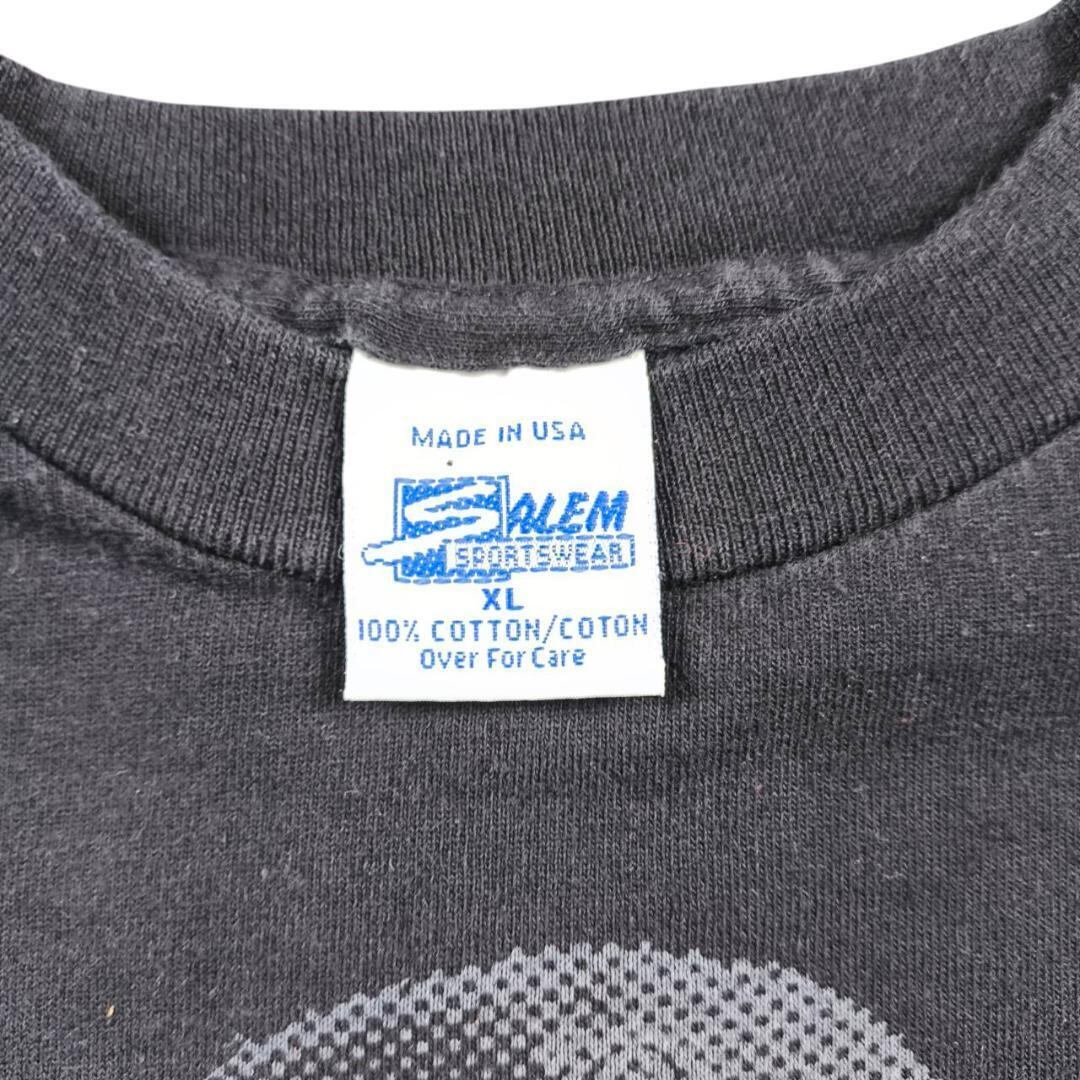 MADE IN USA
SALEM
SPORTSWEAR
XL
100% COTTON/COTON
Over For Care